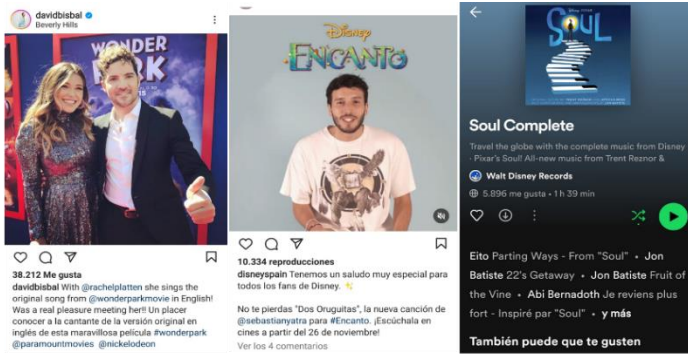 davidbisbal
Beverly Hills
WONDER
PARK
38.212 Me gusta
davidbisbal With @rachelplatten she sings the
original song from @wonderparkmovie in English!
Was a real pleasure meeting her!! Un placer
conocer a la cantante de la versión original en
inglés de esta maravillosa película #wonderpark
@paramountmovies @nickelodeon
Disney
ENCANTO
10.334 reproducciones
disneyspain Tenemos un saludo muy especial para
todos los fans de Disney. ✨
No te pierdas "Dos Oruguitas", la nueva canción de
@sebastianyatra para #Encanto. ¡Escúchala en
cines a partir del 26 de noviembre!
Ver los 4 comentarios
SOUL
Soul Complete
Travel the globe with the complete music from Disney
· Pixar's Soul! All-new music from Trent Reznor &
Walt Disney Records
5.896 me gusta • 1 h 39 min
Eito Parting Ways - From "Soul" • Jon
Batiste 22's Getaway • Jon Batiste Fruit of
the Vine • Abi Bernadoth Je reviens plus
fort - Inspiré par "Soul" • y más
También puede que te gusten